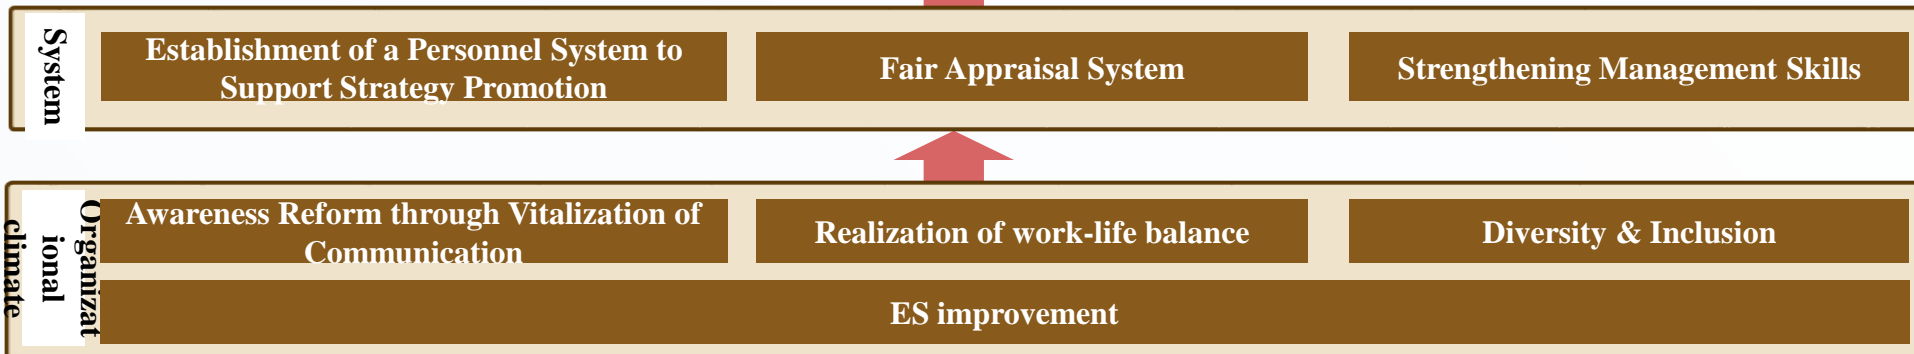 System
Establishment of a Personnel System to
Support Strategy Promotion
Fair Appraisal System
Strengthening Management Skills
Organizat
ional
climate
Awareness Reform through Vitalization of
Communication
Realization of work-life balance
Diversity & Inclusion
ES improvement